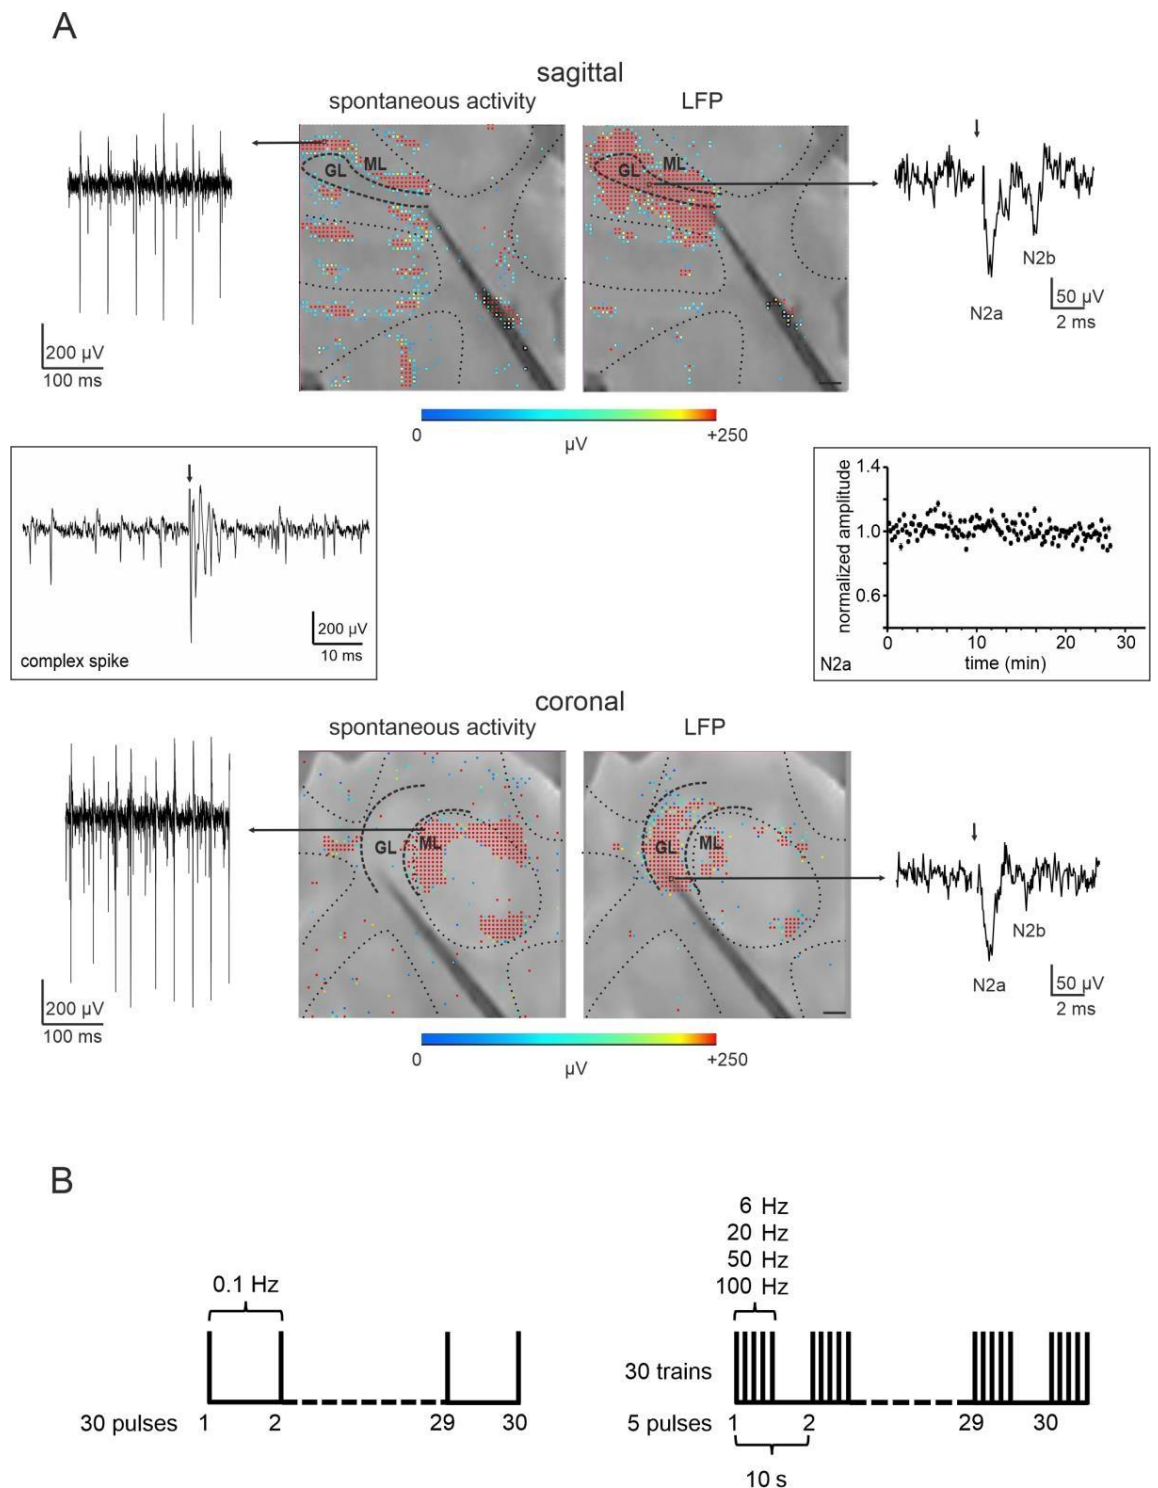 A
sagittal
spontaneous activity
LFP
GL
ML
GL
ML
N2b
N2a
50 µV
2 ms
200 µV
100 ms
0
+250
µV
complex spike
200 µV
10 ms
normalized amplitude
1.4
1.0
0.6
0 10 20 30
time (min)
N2a
coronal
spontaneous activity
LFP
GL
ML
GL
ML
N2b
N2a
50 µV
2 ms
200 µV
100 ms
0
+250
µV
B
0.1 Hz
30 pulses 1 2 29 30
6 Hz
20 Hz
50 Hz
100 Hz
30 trains
5 pulses 1 2 29 30
10 s